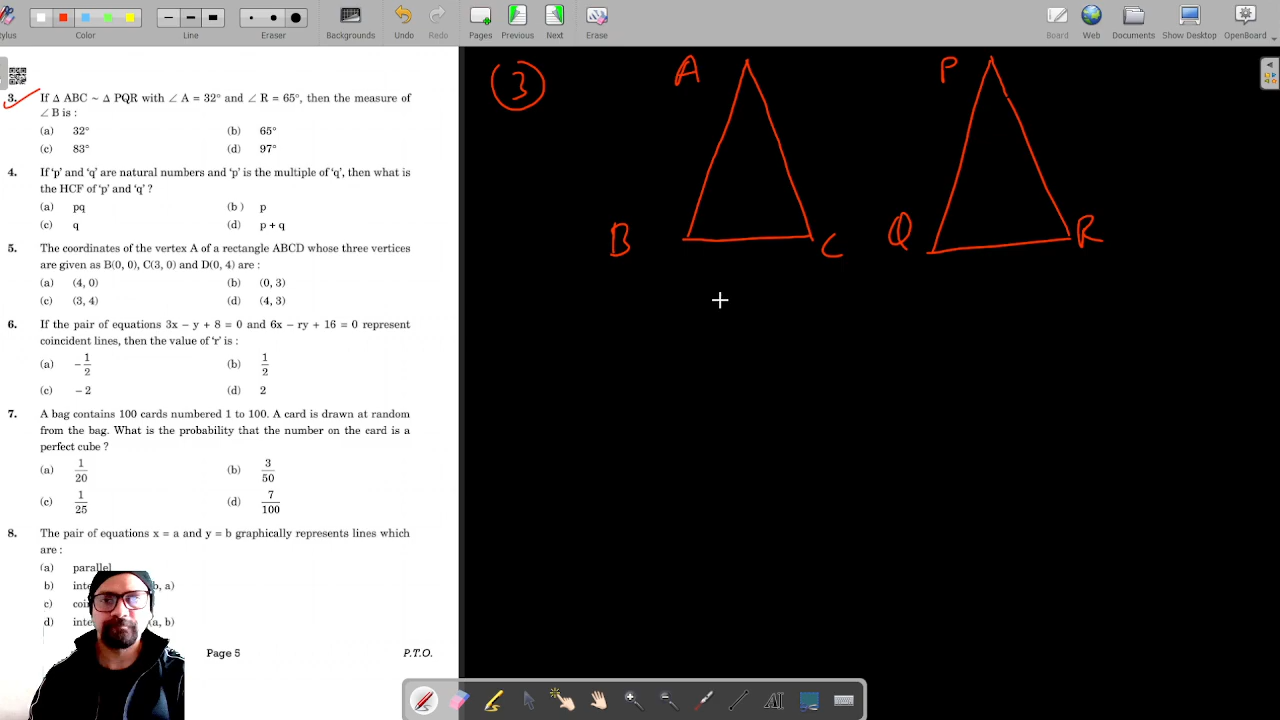 tylus
Color
Line
Eraser
Backgrounds
Undo
Redo
Pages
Previous
Next
Erase
Board
Web
Documents
Show Desktop
OpenBoard
3. If Δ ABC ~ Δ PQR with ∠ A = 32° and ∠ R = 65°, then the measure of
∠ B is :
(a) 32° (b) 65°
(c) 83° (d) 97°
4. If 'p' and 'q' are natural numbers and 'p' is the multiple of 'q', then what is
the HCF of 'p' and 'q' ?
(a) pq (b ) p
(c) q (d) p + q
5. The coordinates of the vertex A of a rectangle ABCD whose three vertices
are given as B(0, 0), C(3, 0) and D(0, 4) are :
(a) (4, 0) (b) (0, 3)
(c) (3, 4) (d) (4, 3)
6. If the pair of equations 3x – y + 8 = 0 and 6x – ry + 16 = 0 represent
coincident lines, then the value of 'r' is :
(a) – 1/2 (b) 1/2
(c) – 2 (d) 2
7. A bag contains 100 cards numbered 1 to 100. A card is drawn at random
from the bag. What is the probability that the number on the card is a
perfect cube ?
(a) 1/20 (b) 3/50
(c) 1/25 (d) 7/100
8. The pair of equations x = a and y = b graphically represents lines which
are :
(a) parallel
b) inte b, a)
c) coi
d) inte (a, b)
Page 5 P.T.O.
3
A
B
C
P
Q
R
AI